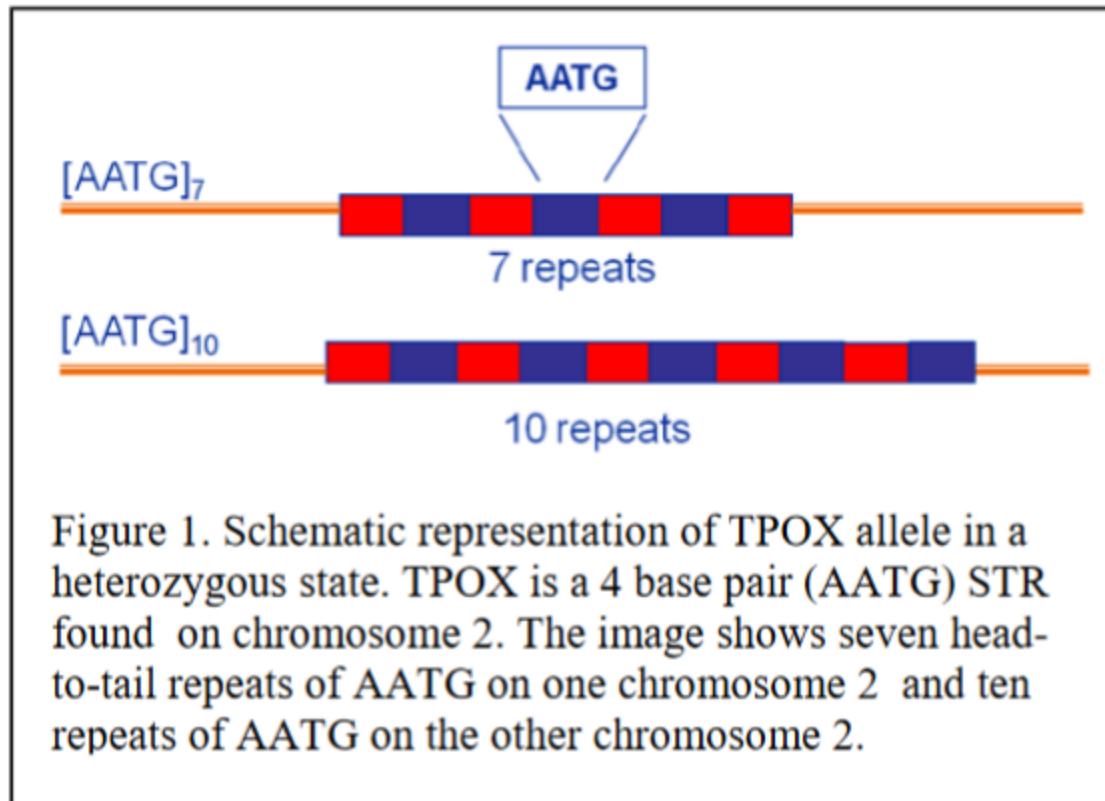 AATG
[AATG]7
7 repeats
[AATG]10
10 repeats
Figure 1. Schematic representation of TPOX allele in a
heterozygous state. TPOX is a 4 base pair (AATG) STR
found on chromosome 2. The image shows seven head-
to-tail repeats of AATG on one chromosome 2 and ten
repeats of AATG on the other chromosome 2.